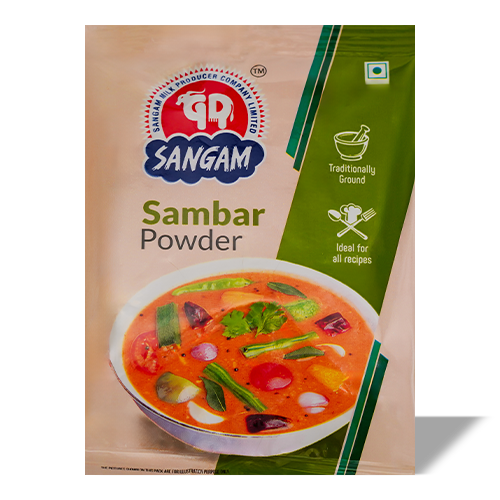 SANGAM MILK PRODUCER COMPANY LIMITED
TM
SANGAM
Sambar
Powder
Traditionally
Ground
Ideal for
all recipes